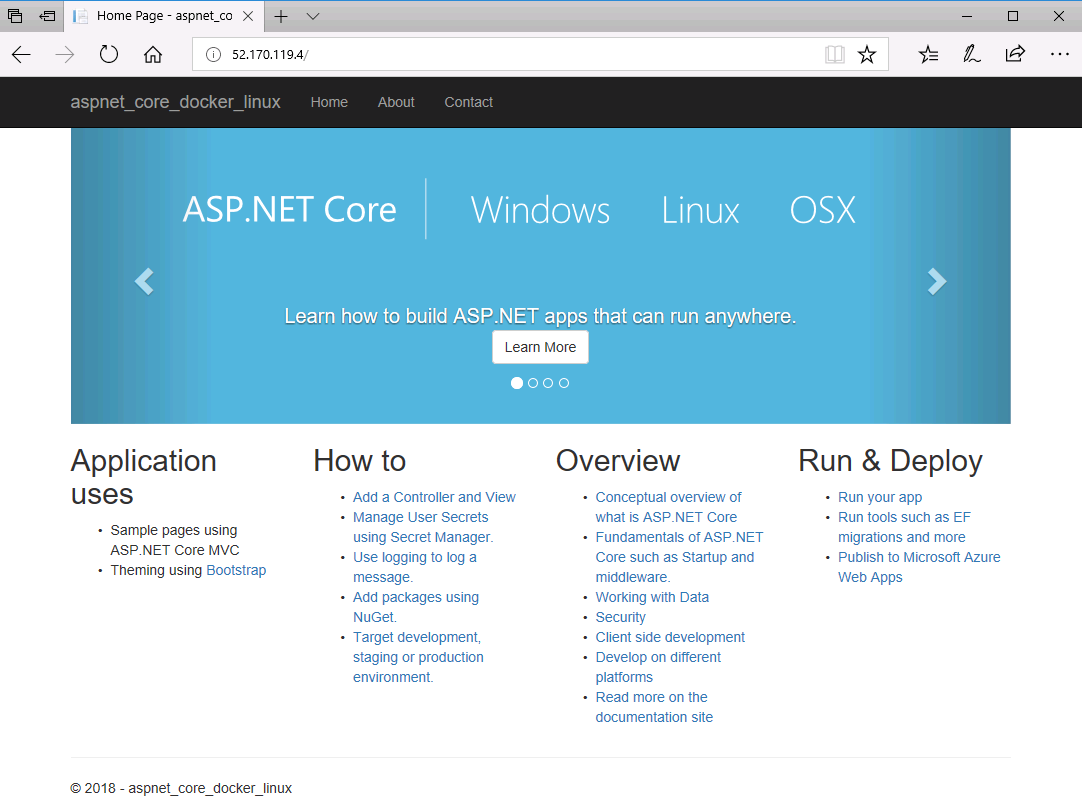 Home Page - aspnet_co
52.170.119.4/
aspnet_core_docker_linux Home About Contact
ASP.NET Core Windows Linux OSX
Learn how to build ASP.NET apps that can run anywhere.
Learn More
Application
uses
Sample pages using
ASP.NET Core MVC
Theming using Bootstrap
How to
Add a Controller and View
Manage User Secrets
using Secret Manager.
Use logging to log a
message.
Add packages using
NuGet.
Target development,
staging or production
environment.
Overview
Conceptual overview of
what is ASP.NET Core
Fundamentals of ASP.NET
Core such as Startup and
middleware.
Working with Data
Security
Client side development
Develop on different
platforms
Read more on the
documentation site
Run & Deploy
Run your app
Run tools such as EF
migrations and more
Publish to Microsoft Azure
Web Apps
© 2018 - aspnet_core_docker_linux